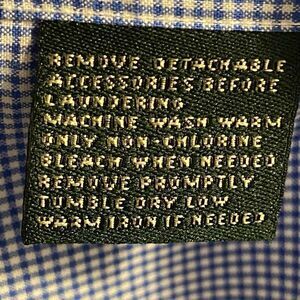 REMOVE DETACHABLE
ACCESSORIES BEFORE
LAUNDERING
MACHINE WASH WARM
ONLY NON-CHLORINE
BLEACH WHEN NEEDED
REMOVE PROMPTLY
TUMBLE DRY LOW
WARM IRON IF NEEDED